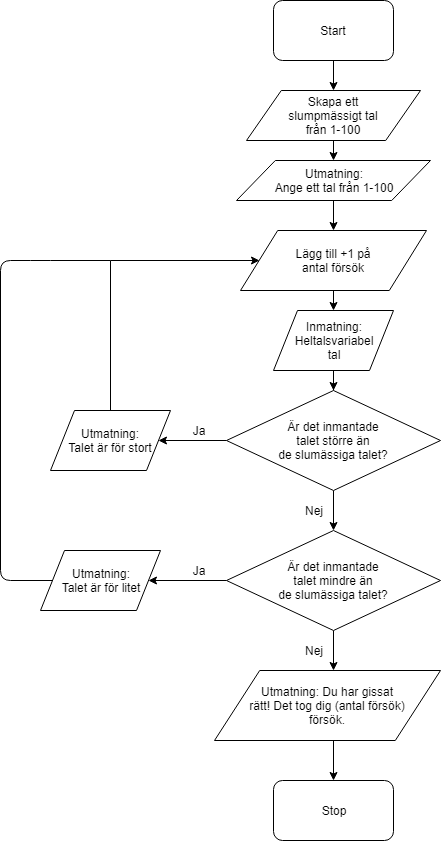 Start
Skapa ett
slumpmässigt tal
från 1-100
Utmatning:
Ange ett tal från 1-100
Lägg till +1 på
antal försök
Inmatning:
Heltalsvariabel
tal
Är det inmantade
talet större än
de slumässiga talet?
Ja
Utmatning:
Talet är för stort
Nej
Är det inmantade
talet mindre än
de slumässiga talet?
Ja
Utmatning:
Talet är för litet
Nej
Utmatning: Du har gissat
rätt! Det tog dig (antal försök)
försök.
Stop